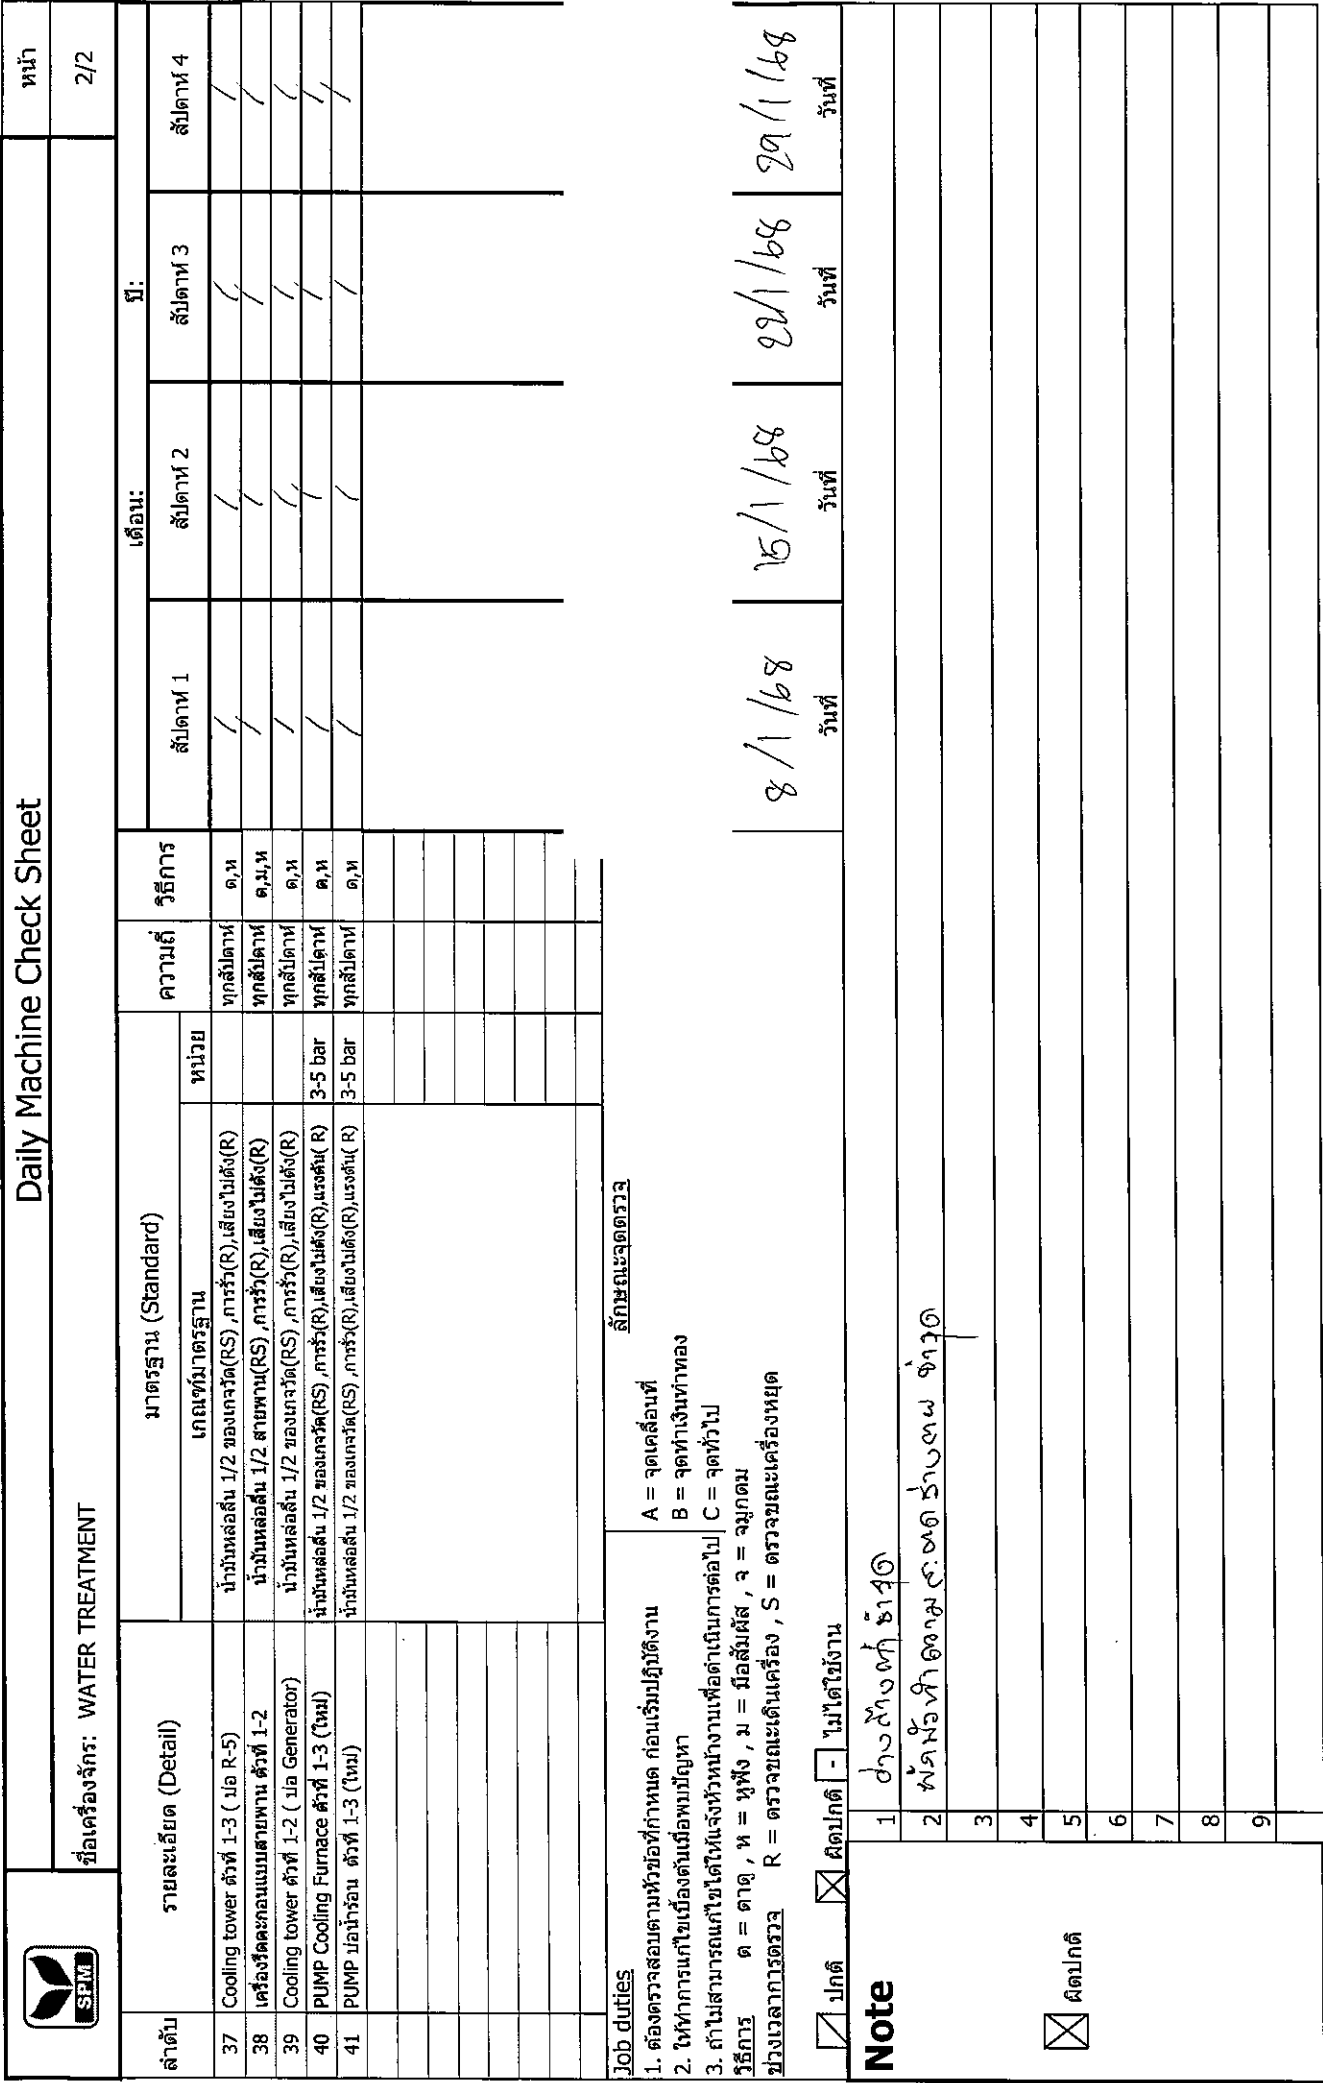 SPM
Daily Machine Check Sheet
หน้า
ชื่อเครื่องจักร: WATER TREATMENT
2/2
ลำดับ รายละเอียด (Detail) มาตรฐาน (Standard) ความถี่ วิธีการ เดือน: ปี:
เกณฑ์มาตรฐาน หน่วย สัปดาห์ 1 สัปดาห์ 2 สัปดาห์ 3 สัปดาห์ 4
37 Cooling tower ตัวที่ 1-3 ( บ่อ R-5) น้ำมันหล่อลื่น 1/2 ของเกจวัด(RS) ,การรั่ว(R),เสียงไม่ดัง(R) ทุกสัปดาห์ ต,ห / / / /
38 เครื่องรีดตะกอนแบบสายพาน ตัวที่ 1-2 น้ำมันหล่อลื่น 1/2 สายพาน(RS) ,การรั่ว(R),เสียงไม่ดัง(R) ทุกสัปดาห์ ต,ม,ห / / / /
39 Cooling tower ตัวที่ 1-2 ( บ่อ Generator) น้ำมันหล่อลื่น 1/2 ของเกจวัด(RS) ,การรั่ว(R),เสียงไม่ดัง(R) ทุกสัปดาห์ ต,ห / / / /
40 PUMP Cooling Furnace ตัวที่ 1-3 (ใหม่) น้ำมันหล่อลื่น 1/2 ของเกจวัด(RS) ,การรั่ว(R),เสียงไม่ดัง(R),แรงดัน( R) 3-5 bar ทุกสัปดาห์ ต,ห / / / /
41 PUMP บ่อน้ำร้อน ตัวที่ 1-3 (ใหม่) น้ำมันหล่อลื่น 1/2 ของเกจวัด(RS) ,การรั่ว(R),เสียงไม่ดัง(R),แรงดัน( R) 3-5 bar ทุกสัปดาห์ ต,ห / / / /
Job duties ลักษณะจุดตรวจ
1. ต้องตรวจสอบตามหัวข้อที่กำหนด ก่อนเริ่มปฏิบัติงาน A = จุดเคลื่อนที่
2. ให้ทำการแก้ไขเบื้องต้นเมื่อพบปัญหา B = จุดทำเงินทำทอง
3. ถ้าไม่สามารถแก้ไขได้ให้แจ้งหัวหน้างานเพื่อดำเนินการต่อไป C = จุดทั่วไป
วิธีการ ต = ตาดู , ห = หูฟัง , ม = มือสัมผัส , จ = จมูกดม
ช่วงเวลาการตรวจ R = ตรวจขณะเดินเครื่อง , S = ตรวจขณะเครื่องหยุด
8/1/68 15/1/68 22/1/68 29/1/68
วันที่ วันที่ วันที่ วันที่
ปกติ ผิดปกติ - ไม่ได้ใช้งาน
Note
1 อ่างล้างตา ชำรุด
2 ชำรุด
3
4
5
6
7
8
9
ผิดปกติ